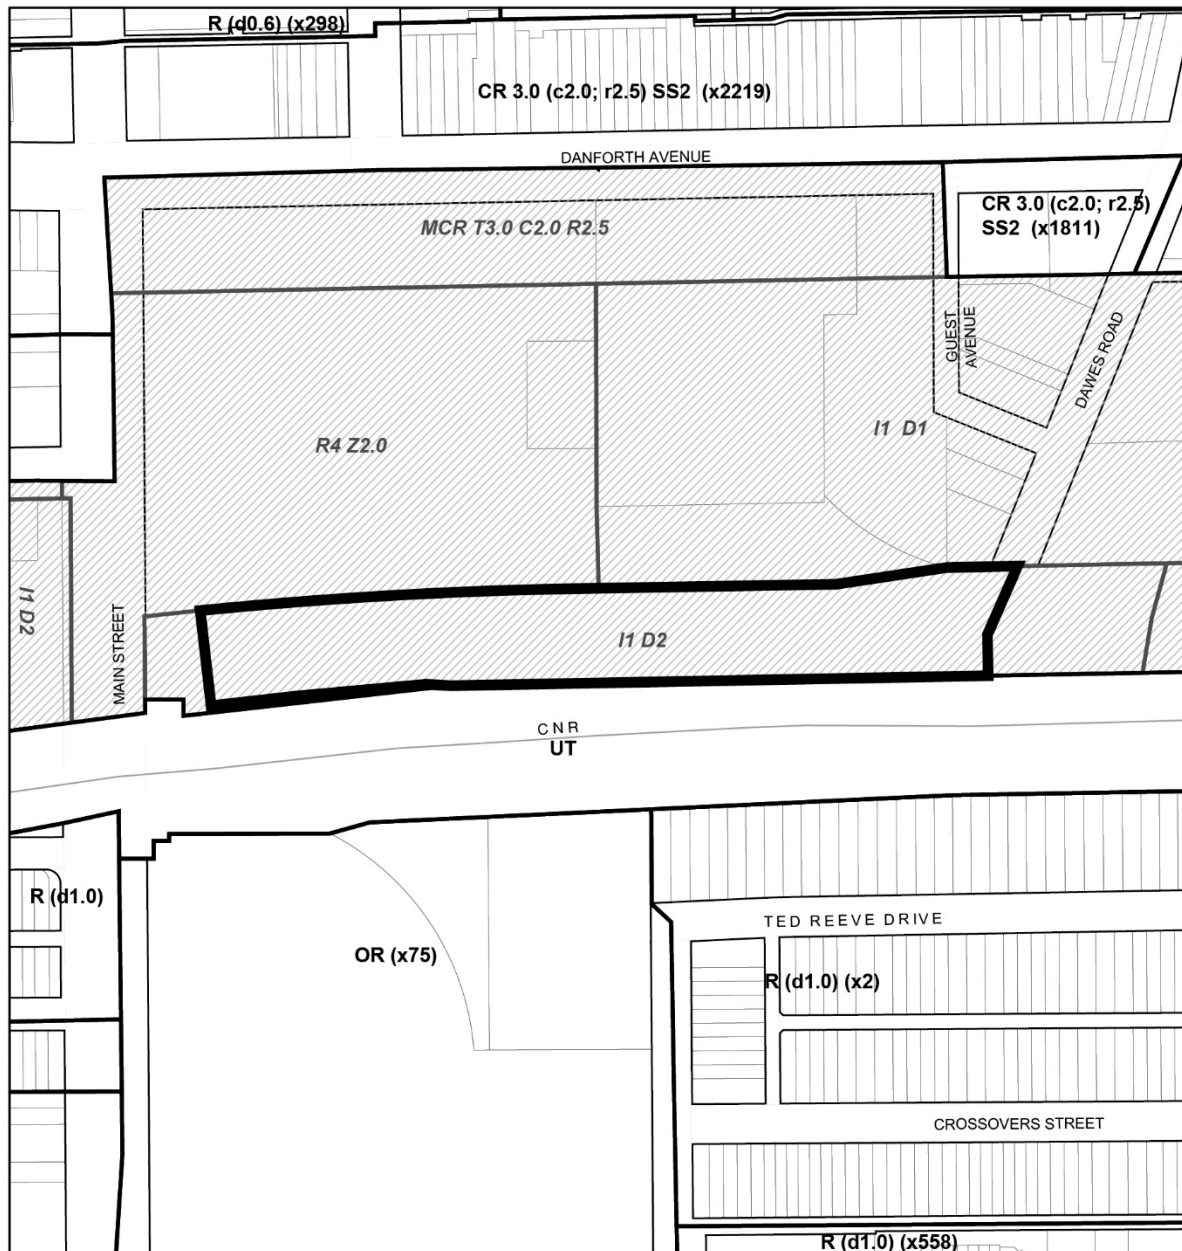 R (d0.6) (x298)
CR 3.0 (c2.0; r2.5) SS2 (x2219)
DANFORTH AVENUE
CR 3.0 (c2.0; r2.5)
SS2 (x1811)
MCR T3.0 C2.0 R2.5
GUEST
AVENUE
DAWES ROAD
R4 Z2.0
I1 D1
I1 D2
MAIN STREET
I1 D2
CNR
UT
R (d1.0)
TED REEVE DRIVE
OR (x75)
R (d1.0) (x2)
CROSSOVERS STREET
R (d1.0) (x558)